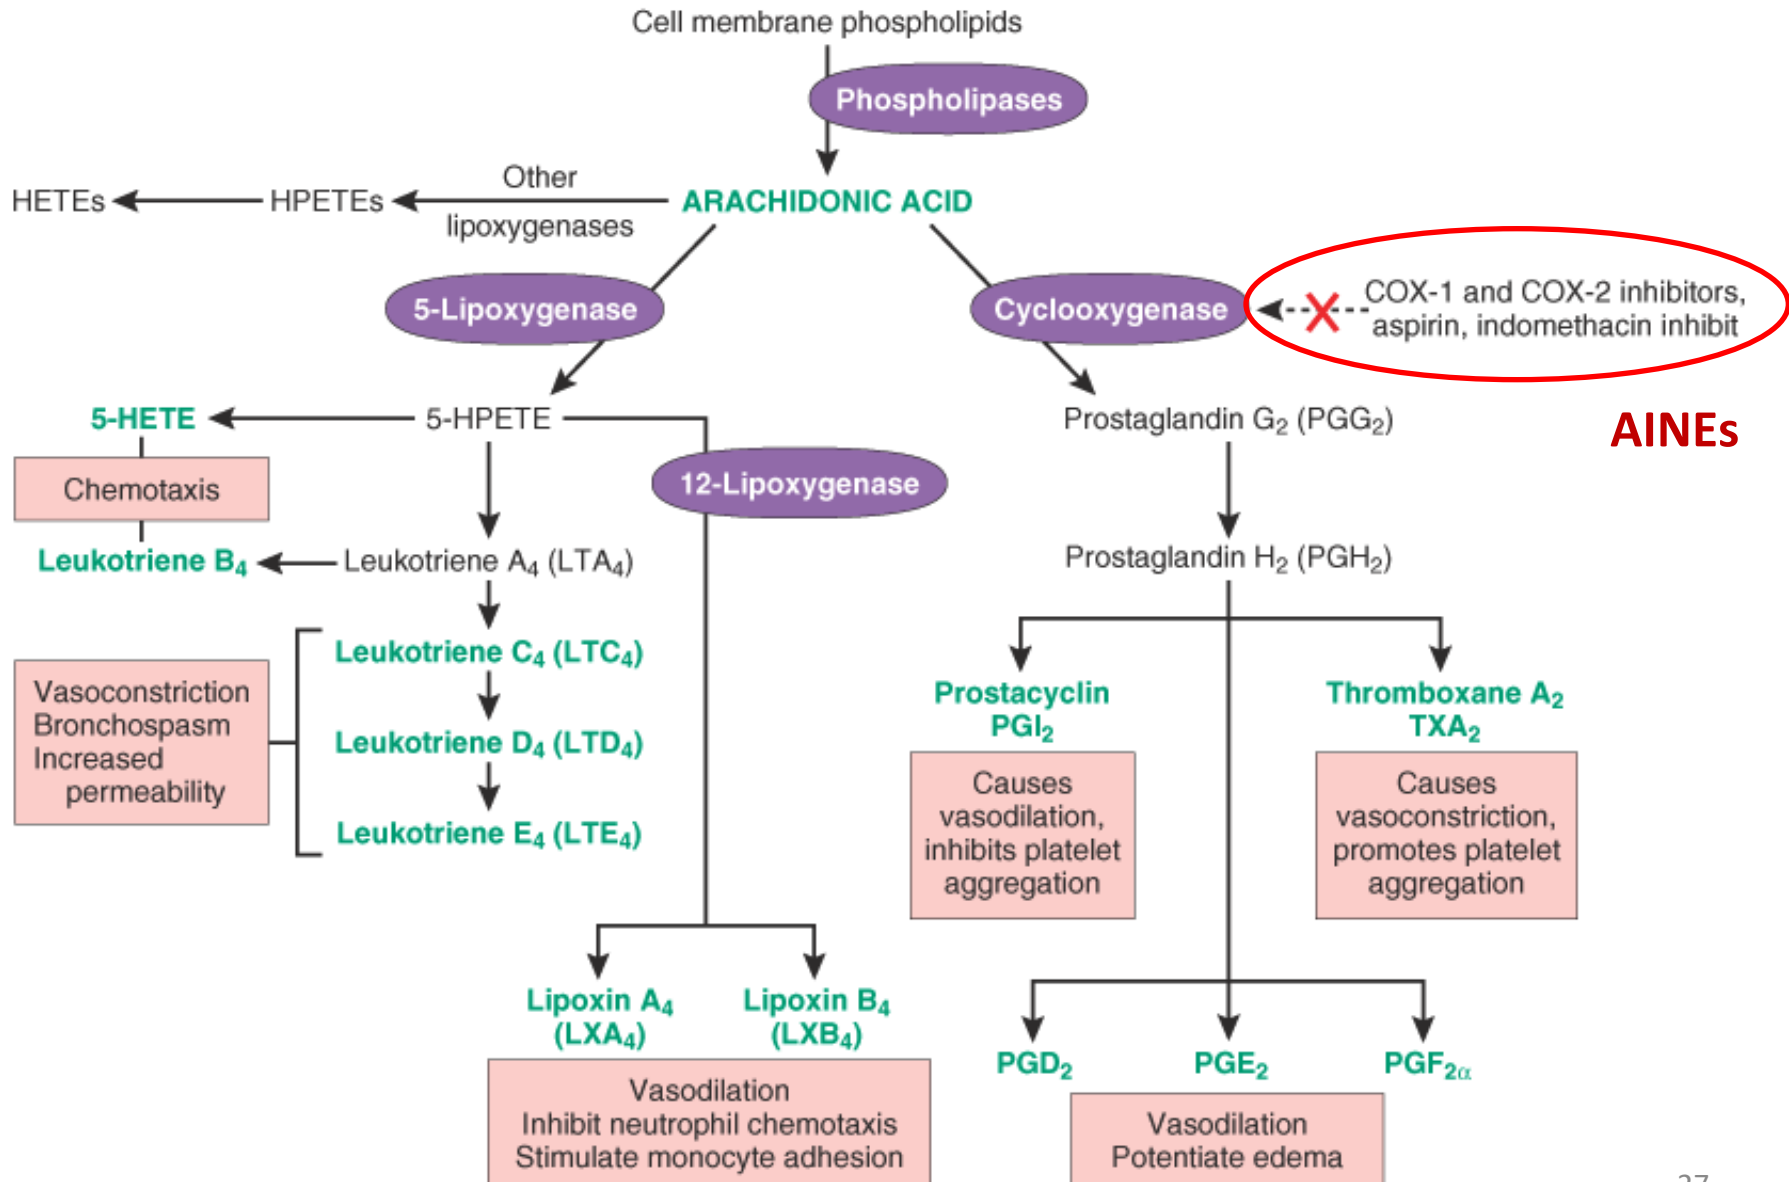 Cell membrane phospholipids
Phospholipases
Other
lipoxygenases
HETEs
HPETEs
ARACHIDONIC ACID
5-Lipoxygenase
Cyclooxygenase
COX-1 and COX-2 inhibitors,
aspirin, indomethacin inhibit
AINEs
5-HETE
5-HPETE
Prostaglandin G₂ (PGG₂)
Chemotaxis
12-Lipoxygenase
Leukotriene B₄
Leukotriene A₄ (LTA₄)
Prostaglandin H₂ (PGH₂)
Leukotriene C₄ (LTC₄)
Vasoconstriction
Bronchospasm
Increased
permeability
Leukotriene D₄ (LTD₄)
Leukotriene E₄ (LTE₄)
Prostacyclin
PGI₂
Causes
vasodilation,
inhibits platelet
aggregation
Thromboxane A₂
TXA₂
Causes
vasoconstriction,
promotes platelet
aggregation
Lipoxin A₄
(LXA₄)
Lipoxin B₄
(LXB₄)
Vasodilation
Inhibit neutrophil chemotaxis
Stimulate monocyte adhesion
PGD₂
PGE₂
PGF₂α
Vasodilation
Potentiate edema